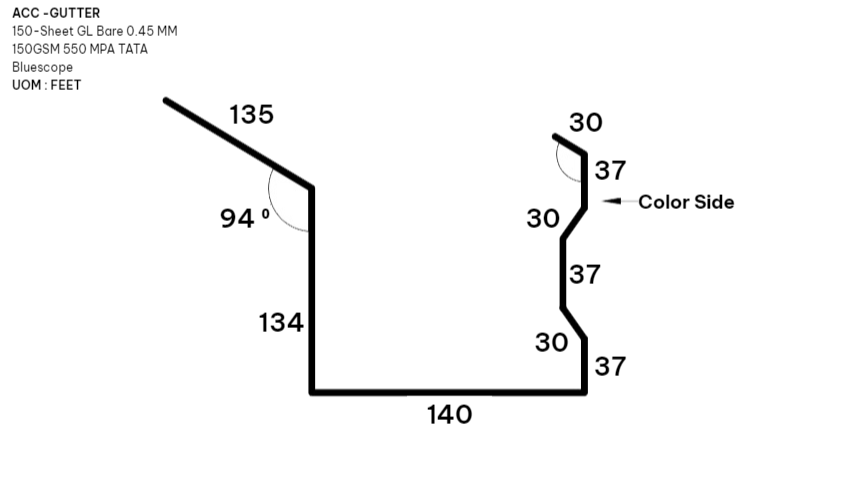 ACC -GUTTER
150-Sheet GL Bare 0.45 MM
150GSM 550 MPA TATA
Bluescope
UOM : FEET
135
30
37
Color Side
94 º
30
37
134
30
37
140